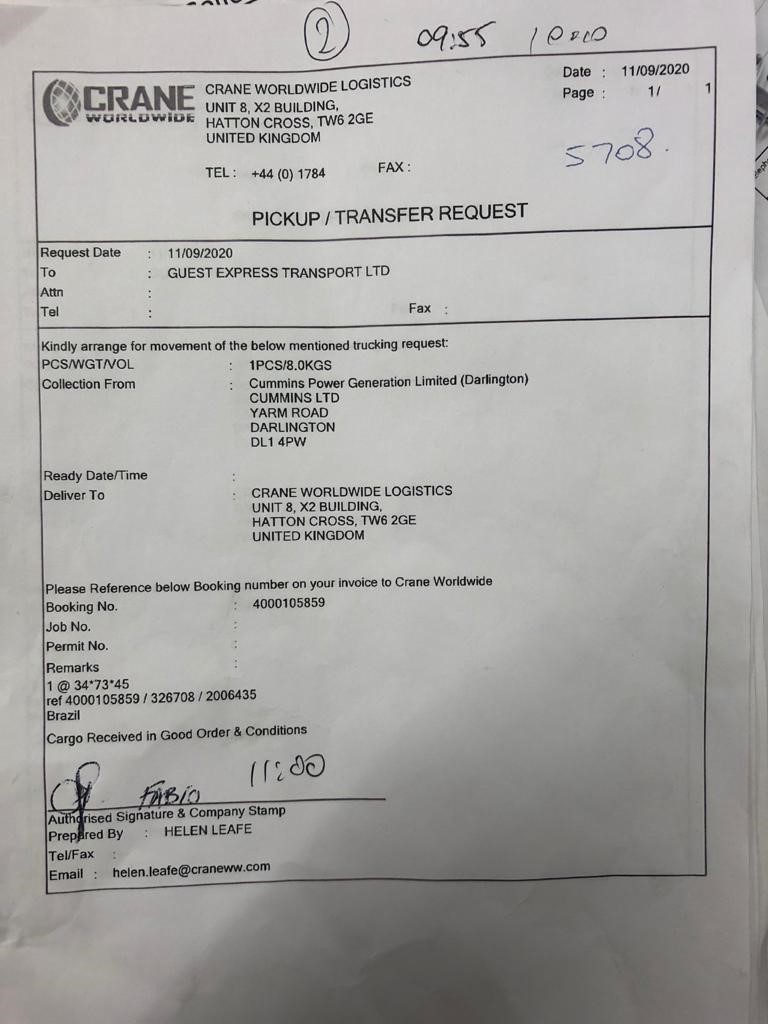 2 09:55 10:10
CRANE
WORLDWIDE
CRANE WORLDWIDE LOGISTICS
UNIT 8, X2 BUILDING,
HATTON CROSS, TW6 2GE
UNITED KINGDOM
TEL : +44 (0) 1784 FAX :
Date : 11/09/2020
Page : 1/ 1
5708.
PICKUP / TRANSFER REQUEST
Request Date : 11/09/2020
To : GUEST EXPRESS TRANSPORT LTD
Attn :
Tel : Fax :
Kindly arrange for movement of the below mentioned trucking request:
PCS/WGT/VOL : 1PCS/8.0KGS
Collection From : Cummins Power Generation Limited (Darlington)
CUMMINS LTD
YARM ROAD
DARLINGTON
DL1 4PW
Ready Date/Time :
Deliver To : CRANE WORLDWIDE LOGISTICS
UNIT 8, X2 BUILDING,
HATTON CROSS, TW6 2GE
UNITED KINGDOM
Please Reference below Booking number on your invoice to Crane Worldwide
Booking No. : 4000105859
Job No. :
Permit No. :
Remarks :
1 @ 34*73*45
ref 4000105859 / 326708 / 2006435
Brazil
Cargo Received in Good Order & Conditions
FABIO 11:00
Authorised Signature & Company Stamp
Prepared By : HELEN LEAFE
Tel/Fax :
Email : helen.leafe@craneww.com